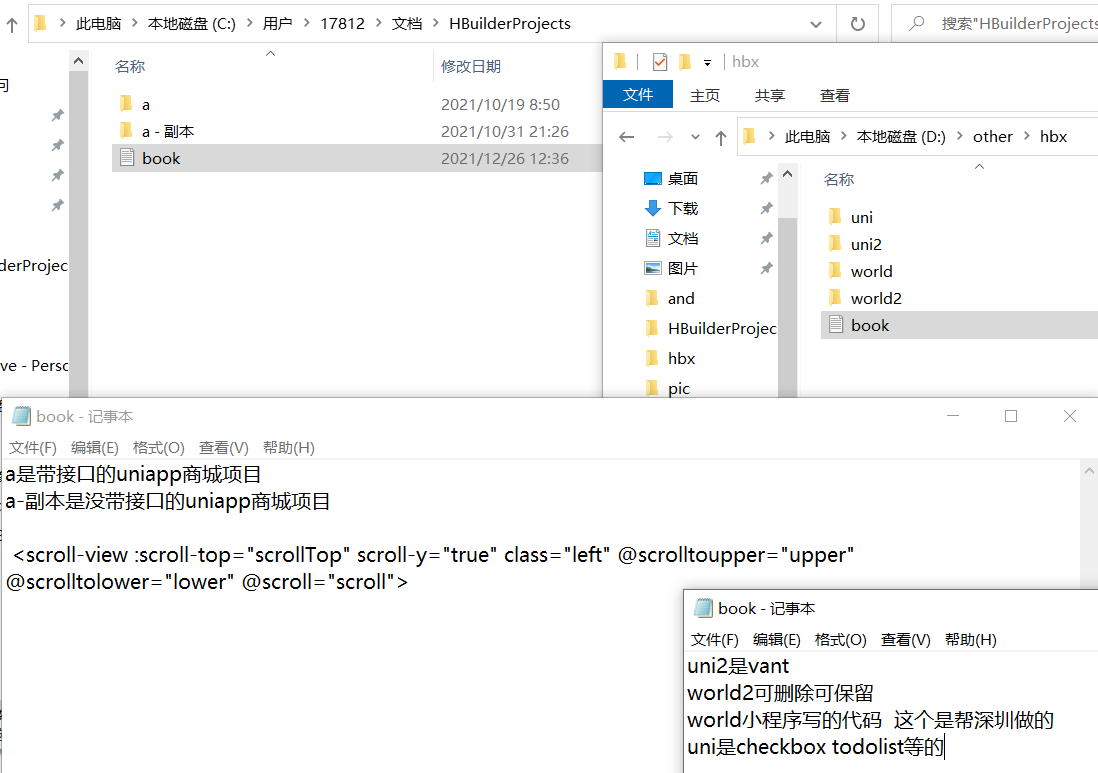 此电脑 > 本地磁盘 (C:) > 用户 > 17812 > 文档 > HBuilderProjects
搜索"HBuilderProjects
名称 修改日期
a 2021/10/19 8:50
a - 副本 2021/10/31 21:26
book 2021/12/26 12:36
derProjec
ve - Persc
hbx
文件 主页 共享 查看
此电脑 > 本地磁盘 (D:) > other > hbx
桌面
下载
文档
图片
and
HBuilderProjec
hbx
pic
名称
uni
uni2
world
world2
book
book - 记事本
文件(F) 编辑(E) 格式(O) 查看(V) 帮助(H)
a是带接口的uniapp商城项目
a-副本是没带接口的uniapp商城项目
<scroll-view :scroll-top="scrollTop" scroll-y="true" class="left" @scrolltoupper="upper"
@scrolltolower="lower" @scroll="scroll">
book - 记事本
文件(F) 编辑(E) 格式(O) 查看(V) 帮助(H)
uni2是vant
world2可删除可保留
world小程序写的代码 这个是帮深圳做的
uni是checkbox todolist等的